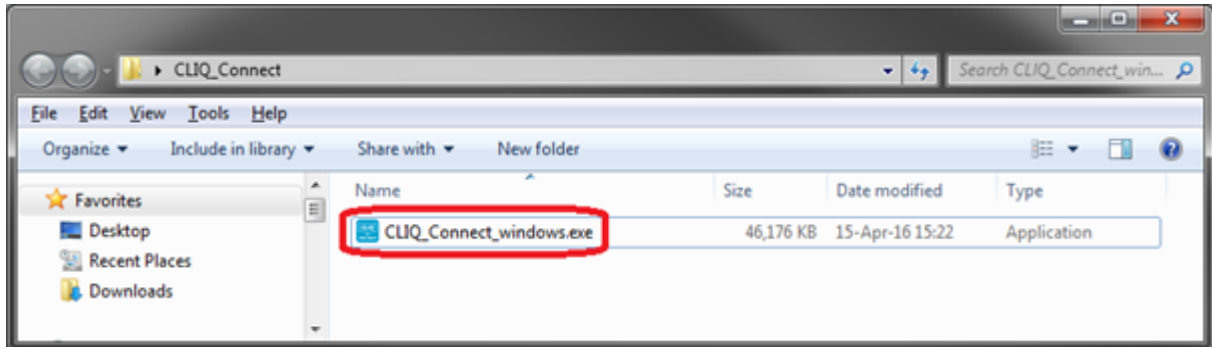 CLIQ_Connect
Search CLIQ_Connect_win...
File Edit View Tools Help
Organize Include in library Share with New folder
Name Size Date modified Type
Favorites
CLIQ_Connect_windows.exe 46,176 KB 15-Apr-16 15:22 Application
Desktop
Recent Places
Downloads